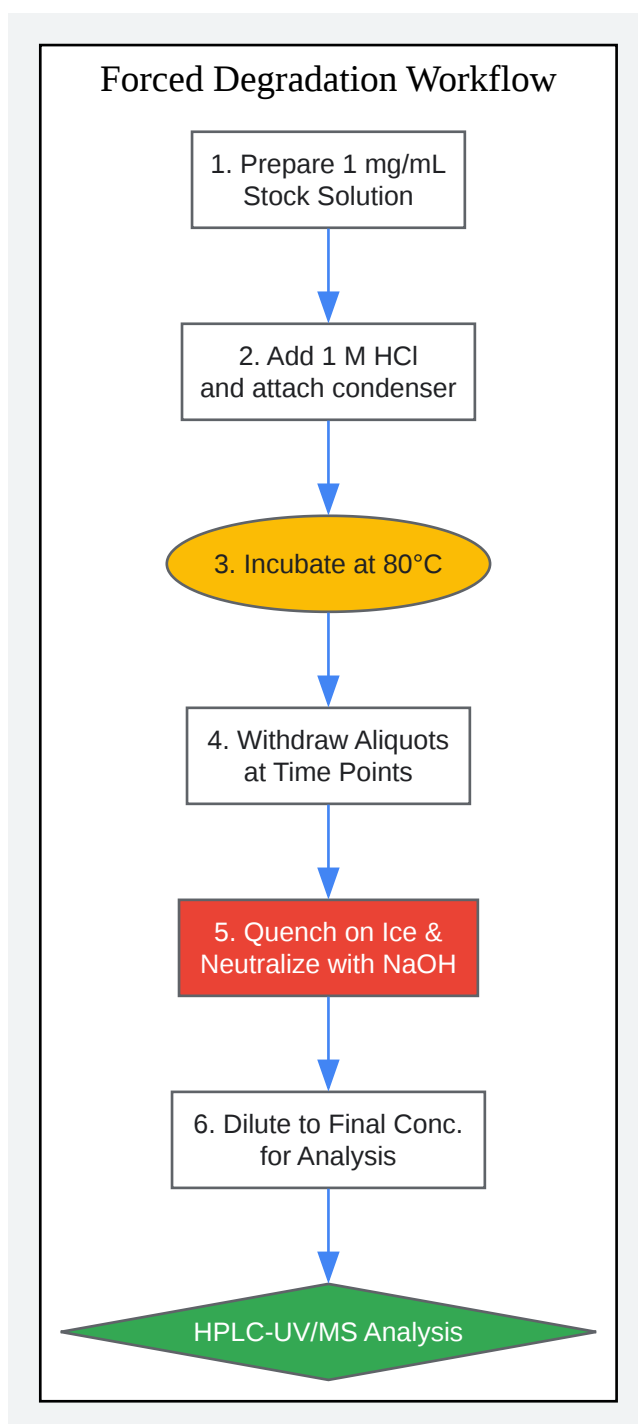 Forced Degradation Workflow
1. Prepare 1 mg/mL
Stock Solution
2. Add 1 M HCl
and attach condenser
3. Incubate at 80°C
4. Withdraw Aliquots
at Time Points
5. Quench on Ice &
Neutralize with NaOH
6. Dilute to Final Conc.
for Analysis
HPLC-UV/MS Analysis